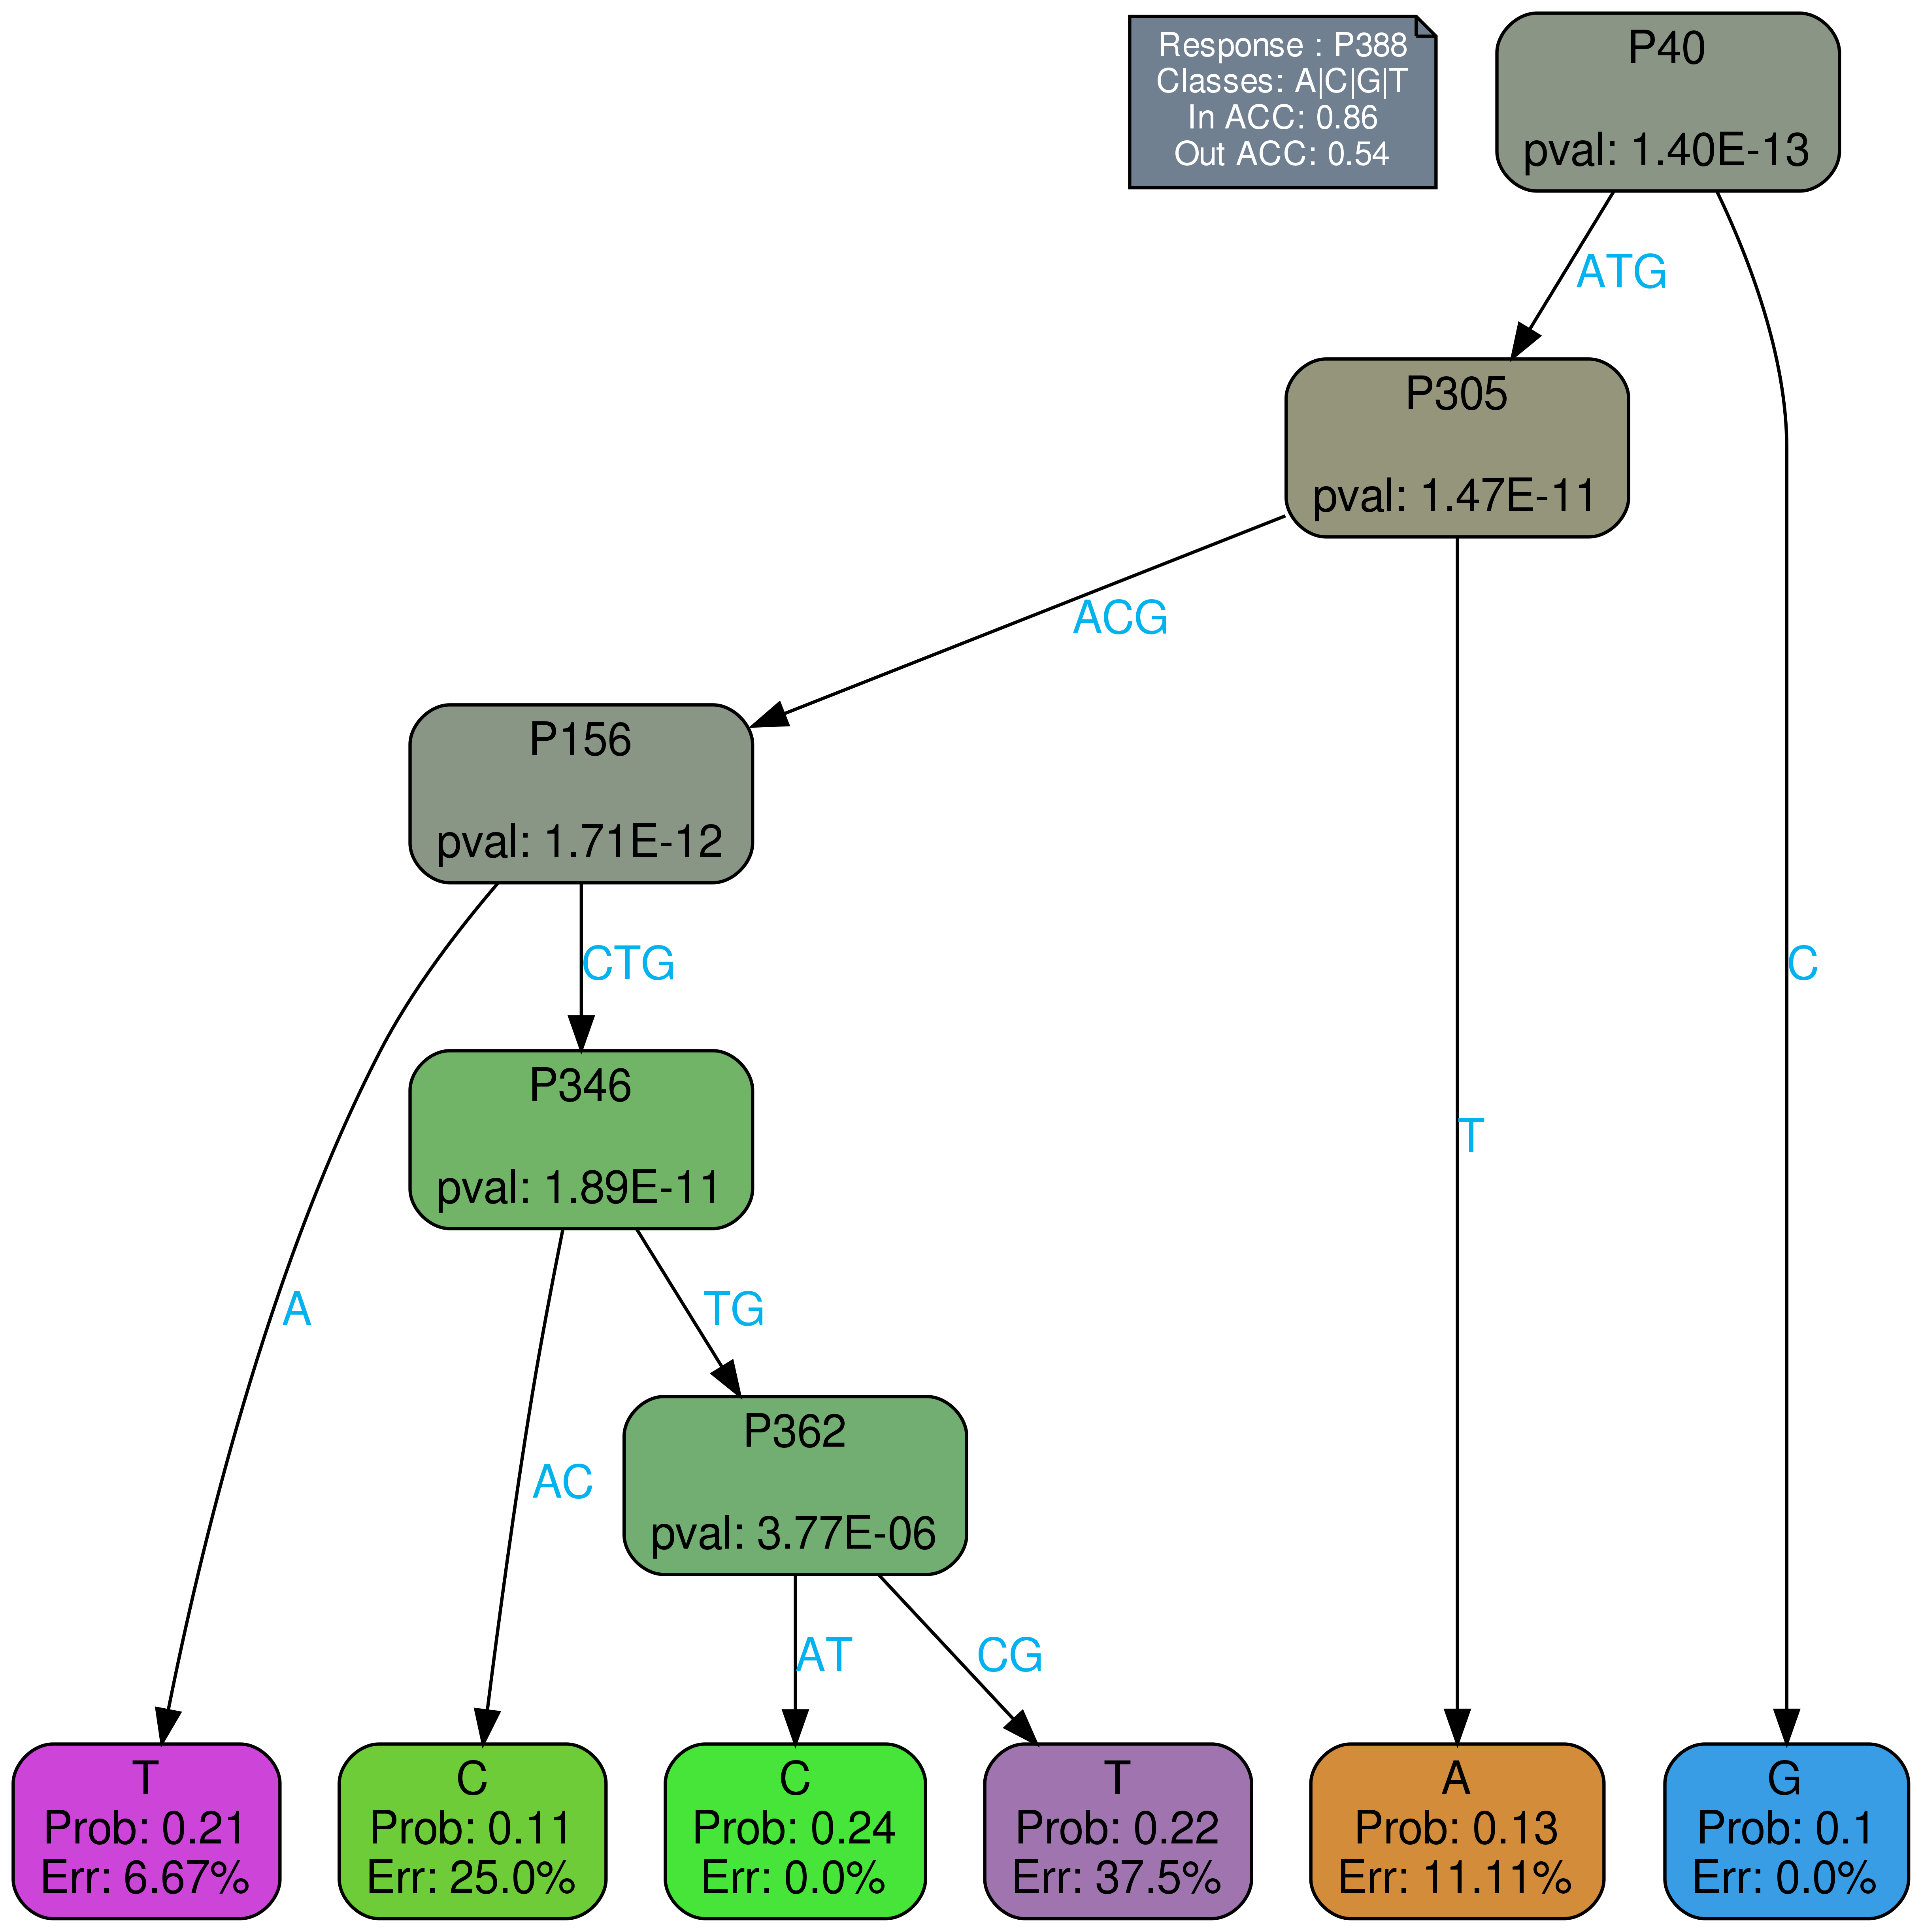 Response : P388
Classes: A|C|G|T
In ACC: 0.86
Out ACC: 0.54
P40
pval: 1.40E-13
ATG
P305
pval: 1.47E-11
ACG
P156
pval: 1.71E-12
CTG
C
P346
pval: 1.89E-11
T
A
TG
P362
AC
pval: 3.77E-06
AT
CG
T
Prob: 0.21
Err: 6.67%
C
Prob: 0.11
Err: 25.0%
C
Prob: 0.24
Err: 0.0%
T
Prob: 0.22
Err: 37.5%
A
Prob: 0.13
Err: 11.11%
G
Prob: 0.1
Err: 0.0%